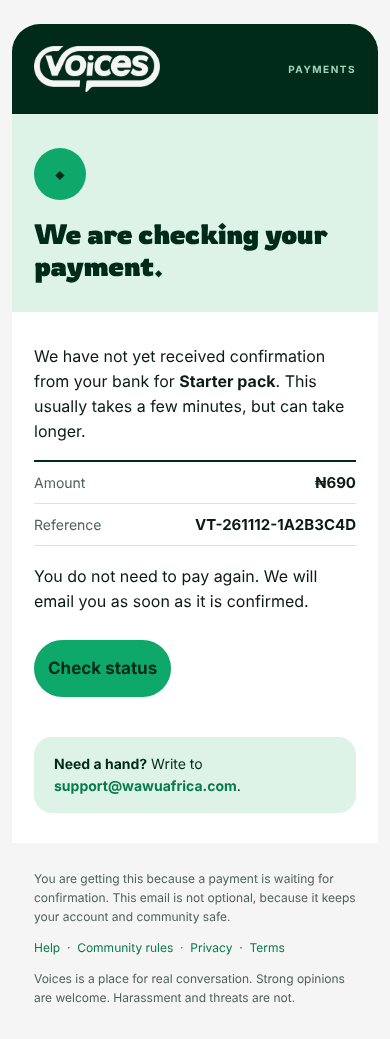 Voices
PAYMENTS
We are checking your
payment.
We have not yet received confirmation
from your bank for Starter pack. This
usually takes a few minutes, but can take
longer.
Amount ₦690
Reference VT-261112-1A2B3C4D
You do not need to pay again. We will
email you as soon as it is confirmed.
Check status
Need a hand? Write to
support@wawuafrica.com.
You are getting this because a payment is waiting for
confirmation. This email is not optional, because it keeps
your account and community safe.
Help · Community rules · Privacy · Terms
Voices is a place for real conversation. Strong opinions
are welcome. Harassment and threats are not.